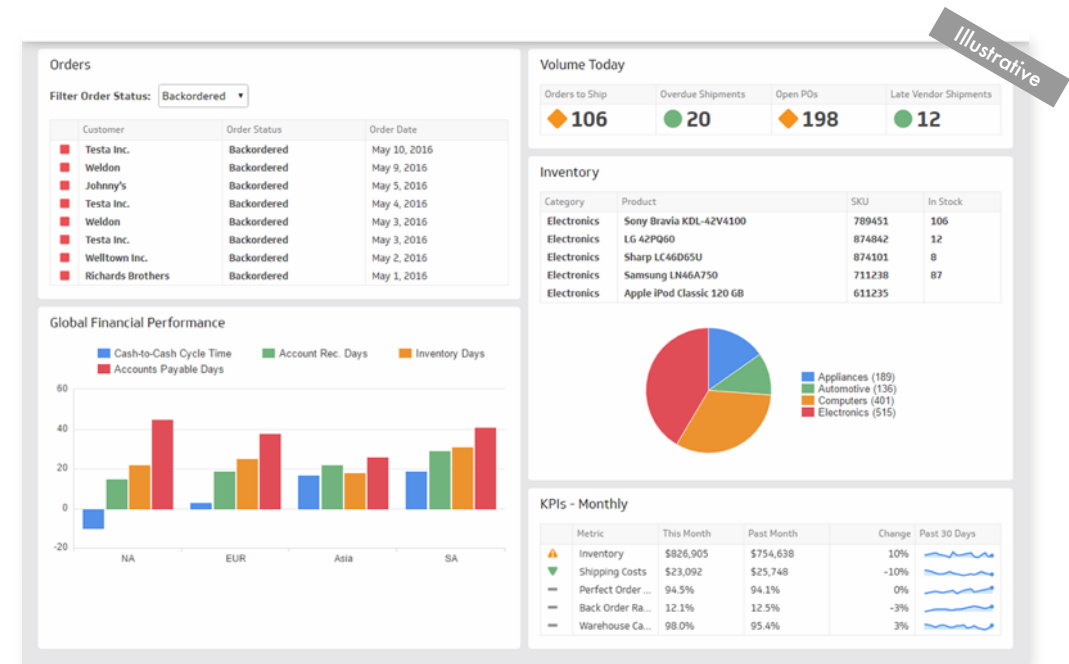 Illustrative
Orders
Filter Order Status: Backordered
Customer Order Status Order Date
Testa Inc. Backordered May 10, 2016
Weldon Backordered May 9, 2016
Johnny's Backordered May 5, 2016
Testa Inc. Backordered May 4, 2016
Weldon Backordered May 3, 2016
Testa Inc. Backordered May 3, 2016
Welltown Inc. Backordered May 2, 2016
Richards Brothers Backordered May 1, 2016
Global Financial Performance
Cash-to-Cash Cycle Time Account Rec. Days Inventory Days
Accounts Payable Days
60
40
20
0
-20
NA EUR Asia SA
Volume Today
Orders to Ship Overdue Shipments Open POs Late Vendor Shipments
106 20 198 12
Inventory
Category Product SKU In Stock
Electronics Sony Bravia KDL-42V4100 789451 106
Electronics LG 42PQ60 874842 12
Electronics Sharp LC46D65U 874101 8
Electronics Samsung LN46A750 711238 87
Electronics Apple iPod Classic 120 GB 611235
Appliances (189)
Automotive (136)
Computers (401)
Electronics (515)
KPIs - Monthly
Metric This Month Past Month Change Past 30 Days
Inventory $826,905 $754,638 10%
Shipping Costs $23,092 $25,748 -10%
Perfect Order ... 94.5% 94.1% 0%
Back Order Ra... 12.1% 12.5% -3%
Warehouse Ca... 98.0% 95.4% 3%